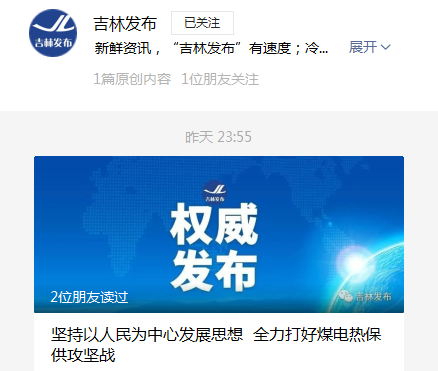 吉林发布
吉林发布
已关注
新鲜资讯，“吉林发布”有速度；冷...
展开
1篇原创内容 1位朋友关注
昨天 23:55
权威
发布
2位朋友读过
吉林发布
坚持以人民为中心发展思想 全力打好煤电热保
供攻坚战